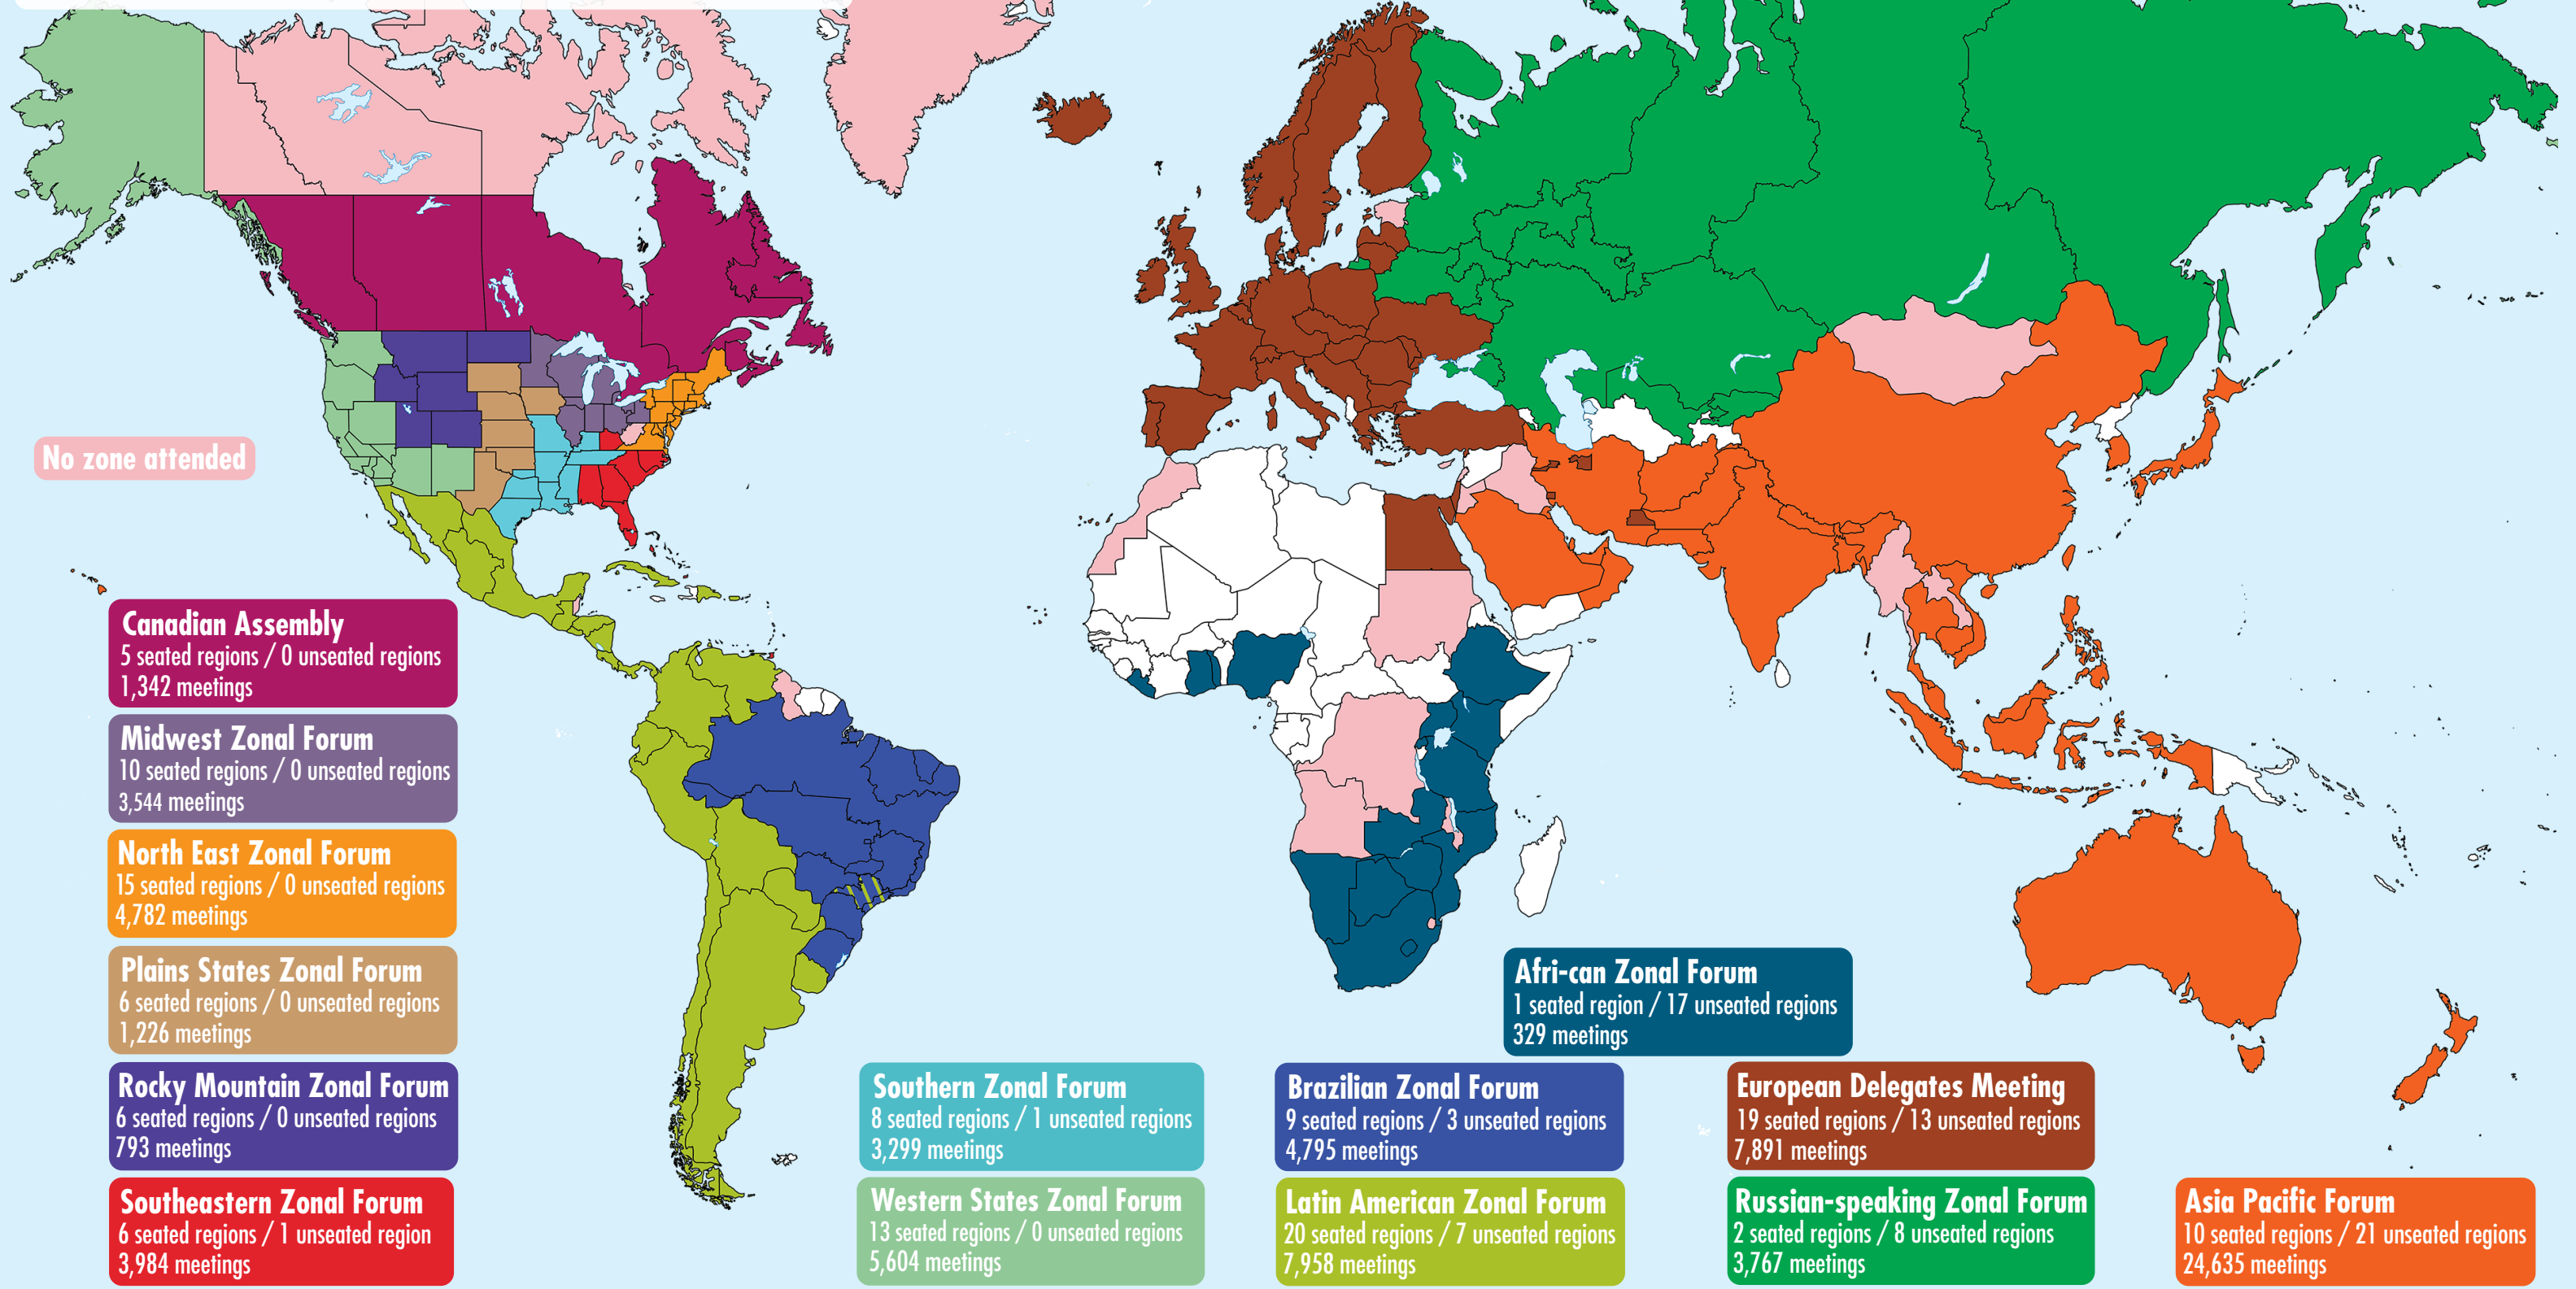 No zone attended
Canadian Assembly
5 seated regions / 0 unseated regions
1,342 meetings
Midwest Zonal Forum
10 seated regions / 0 unseated regions
3,544 meetings
North East Zonal Forum
15 seated regions / 0 unseated regions
4,782 meetings
Plains States Zonal Forum
6 seated regions / 0 unseated regions
1,226 meetings
Rocky Mountain Zonal Forum
6 seated regions / 0 unseated regions
793 meetings
Southeastern Zonal Forum
6 seated regions / 1 unseated region
3,984 meetings
Southern Zonal Forum
8 seated regions / 1 unseated regions
3,299 meetings
Western States Zonal Forum
13 seated regions / 0 unseated regions
5,604 meetings
Brazilian Zonal Forum
9 seated regions / 3 unseated regions
4,795 meetings
Latin American Zonal Forum
20 seated regions / 7 unseated regions
7,958 meetings
Afri-can Zonal Forum
1 seated region / 17 unseated regions
329 meetings
European Delegates Meeting
19 seated regions / 13 unseated regions
7,891 meetings
Russian-speaking Zonal Forum
2 seated regions / 8 unseated regions
3,767 meetings
Asia Pacific Forum
10 seated regions / 21 unseated regions
24,635 meetings